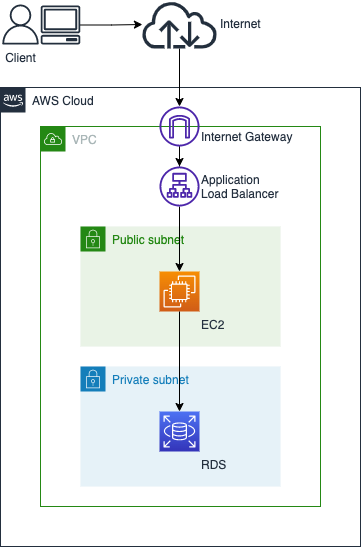 Internet
Client
aws
AWS Cloud
Internet Gateway
VPC
Application
Load Balancer
Public subnet
EC2
Private subnet
RDS